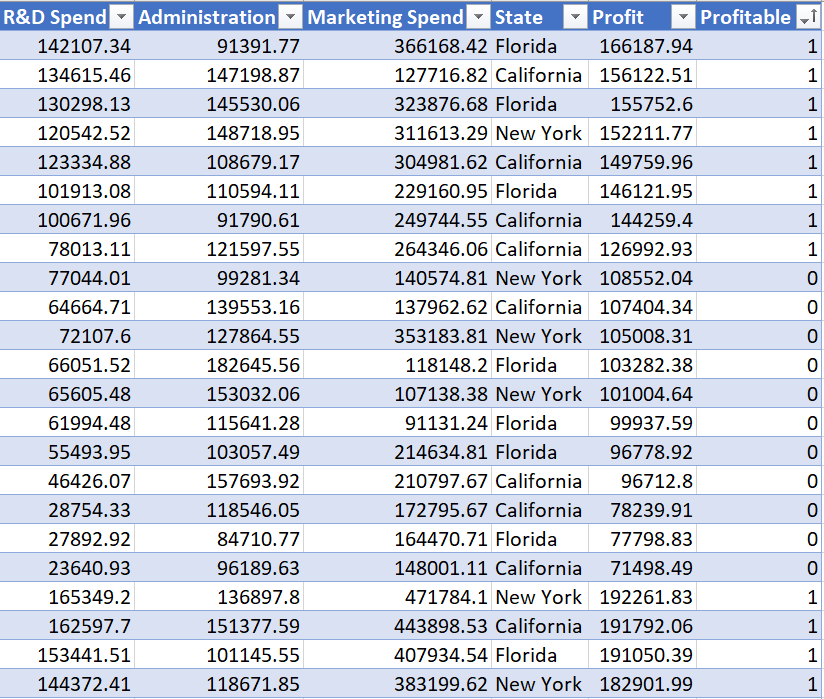 R&D Spend Administration Marketing Spend State Profit Profitable
142107.34 91391.77 366168.42 Florida 166187.94 1
134615.46 147198.87 127716.82 California 156122.51 1
130298.13 145530.06 323876.68 Florida 155752.6 1
120542.52 148718.95 311613.29 New York 152211.77 1
123334.88 108679.17 304981.62 California 149759.96 1
101913.08 110594.11 229160.95 Florida 146121.95 1
100671.96 91790.61 249744.55 California 144259.4 1
78013.11 121597.55 264346.06 California 126992.93 1
77044.01 99281.34 140574.81 New York 108552.04 0
64664.71 139553.16 137962.62 California 107404.34 0
72107.6 127864.55 353183.81 New York 105008.31 0
66051.52 182645.56 118148.2 Florida 103282.38 0
65605.48 153032.06 107138.38 New York 101004.64 0
61994.48 115641.28 91131.24 Florida 99937.59 0
55493.95 103057.49 214634.81 Florida 96778.92 0
46426.07 157693.92 210797.67 California 96712.8 0
28754.33 118546.05 172795.67 California 78239.91 0
27892.92 84710.77 164470.71 Florida 77798.83 0
23640.93 96189.63 148001.11 California 71498.49 0
165349.2 136897.8 471784.1 New York 192261.83 1
162597.7 151377.59 443898.53 California 191792.06 1
153441.51 101145.55 407934.54 Florida 191050.39 1
144372.41 118671.85 383199.62 New York 182901.99 1